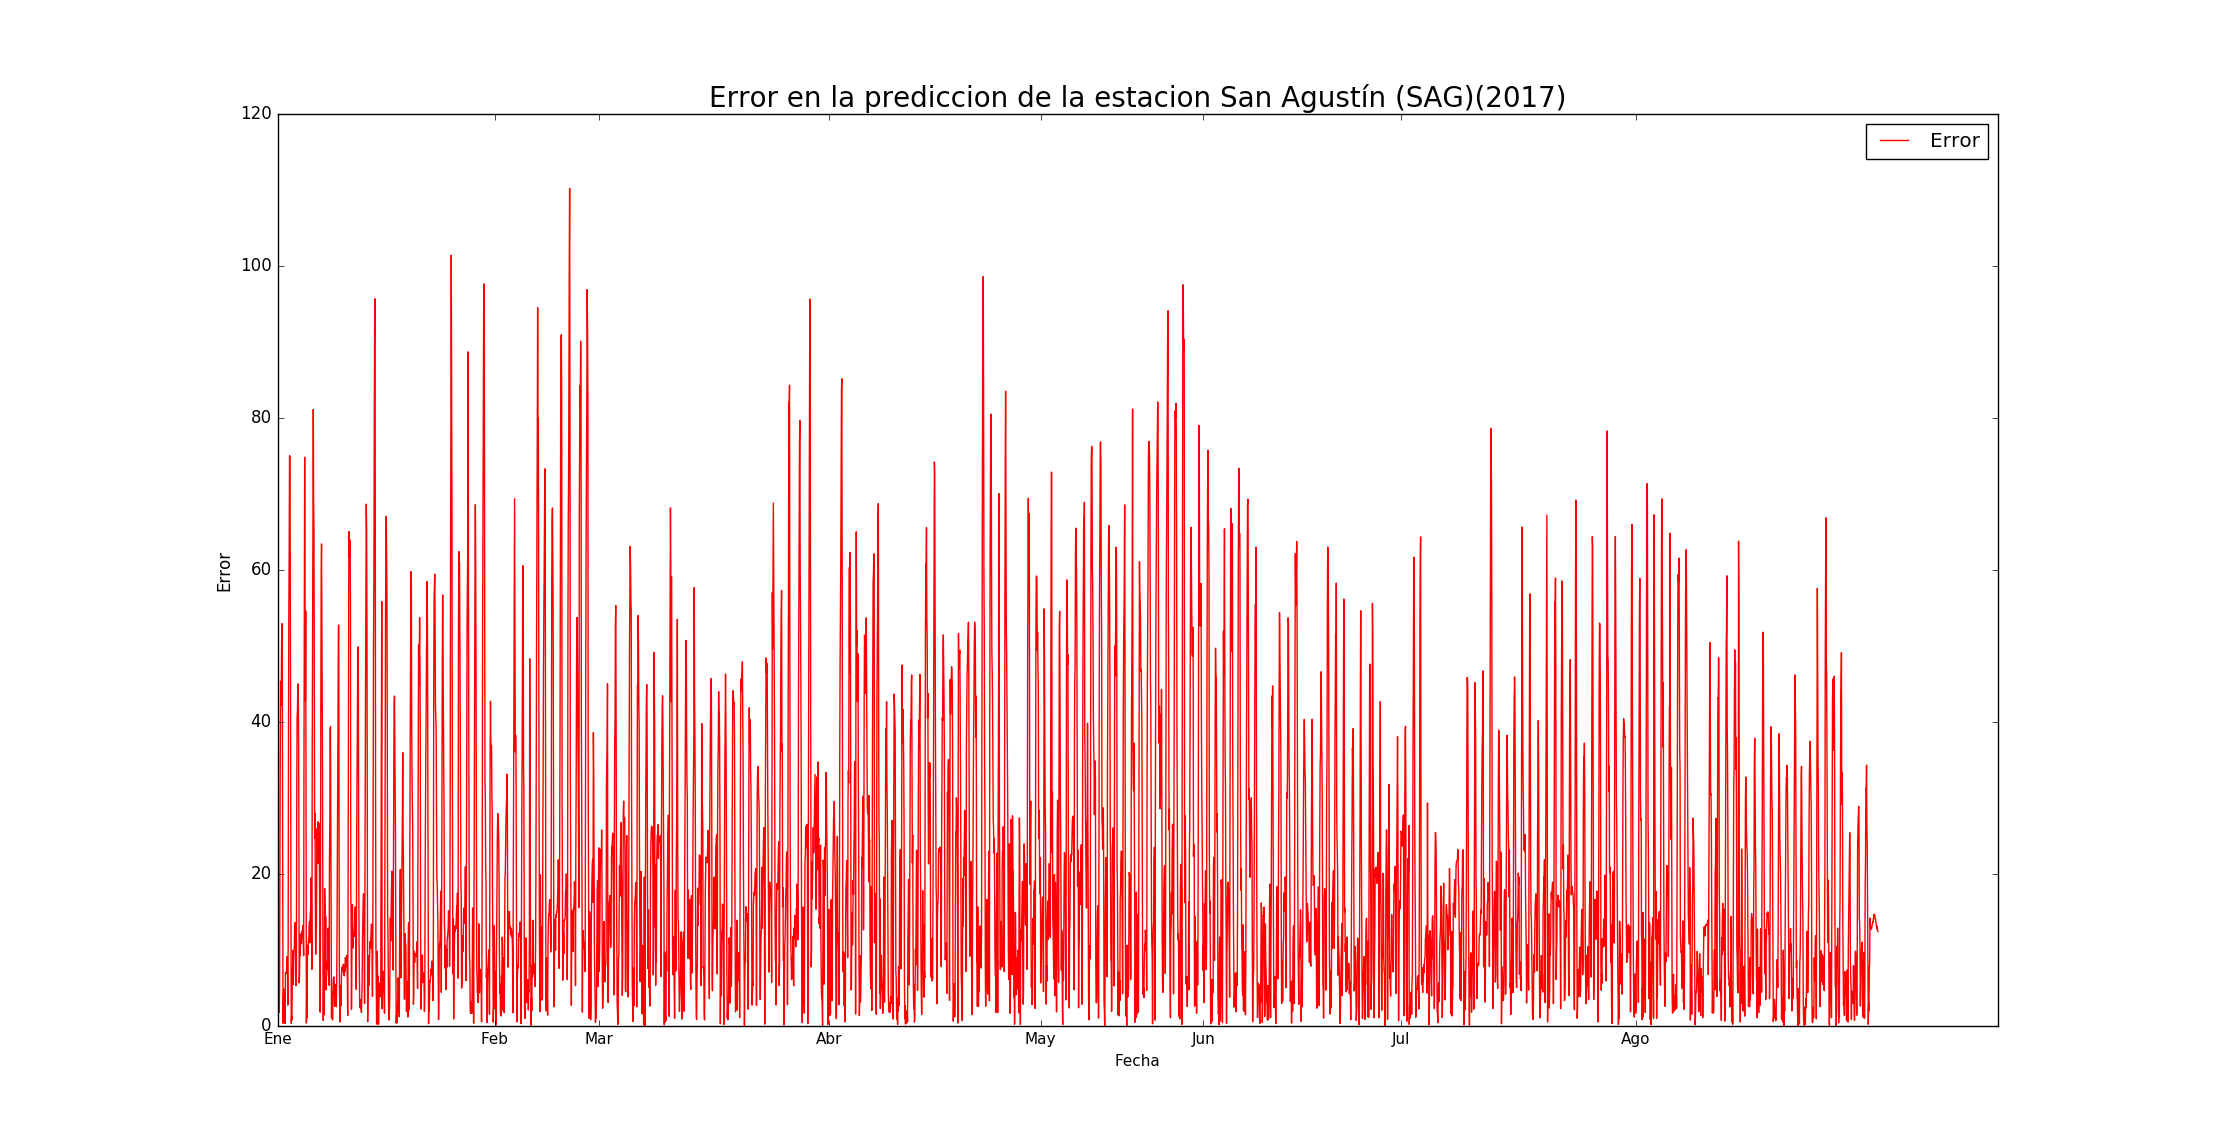 Error en la prediccion de la estacion San Agustín (SAG)(2017)
120
Error
100
80
60
Error
40
20
0
Ene Feb Mar Abr May Jun Jul Ago
Fecha